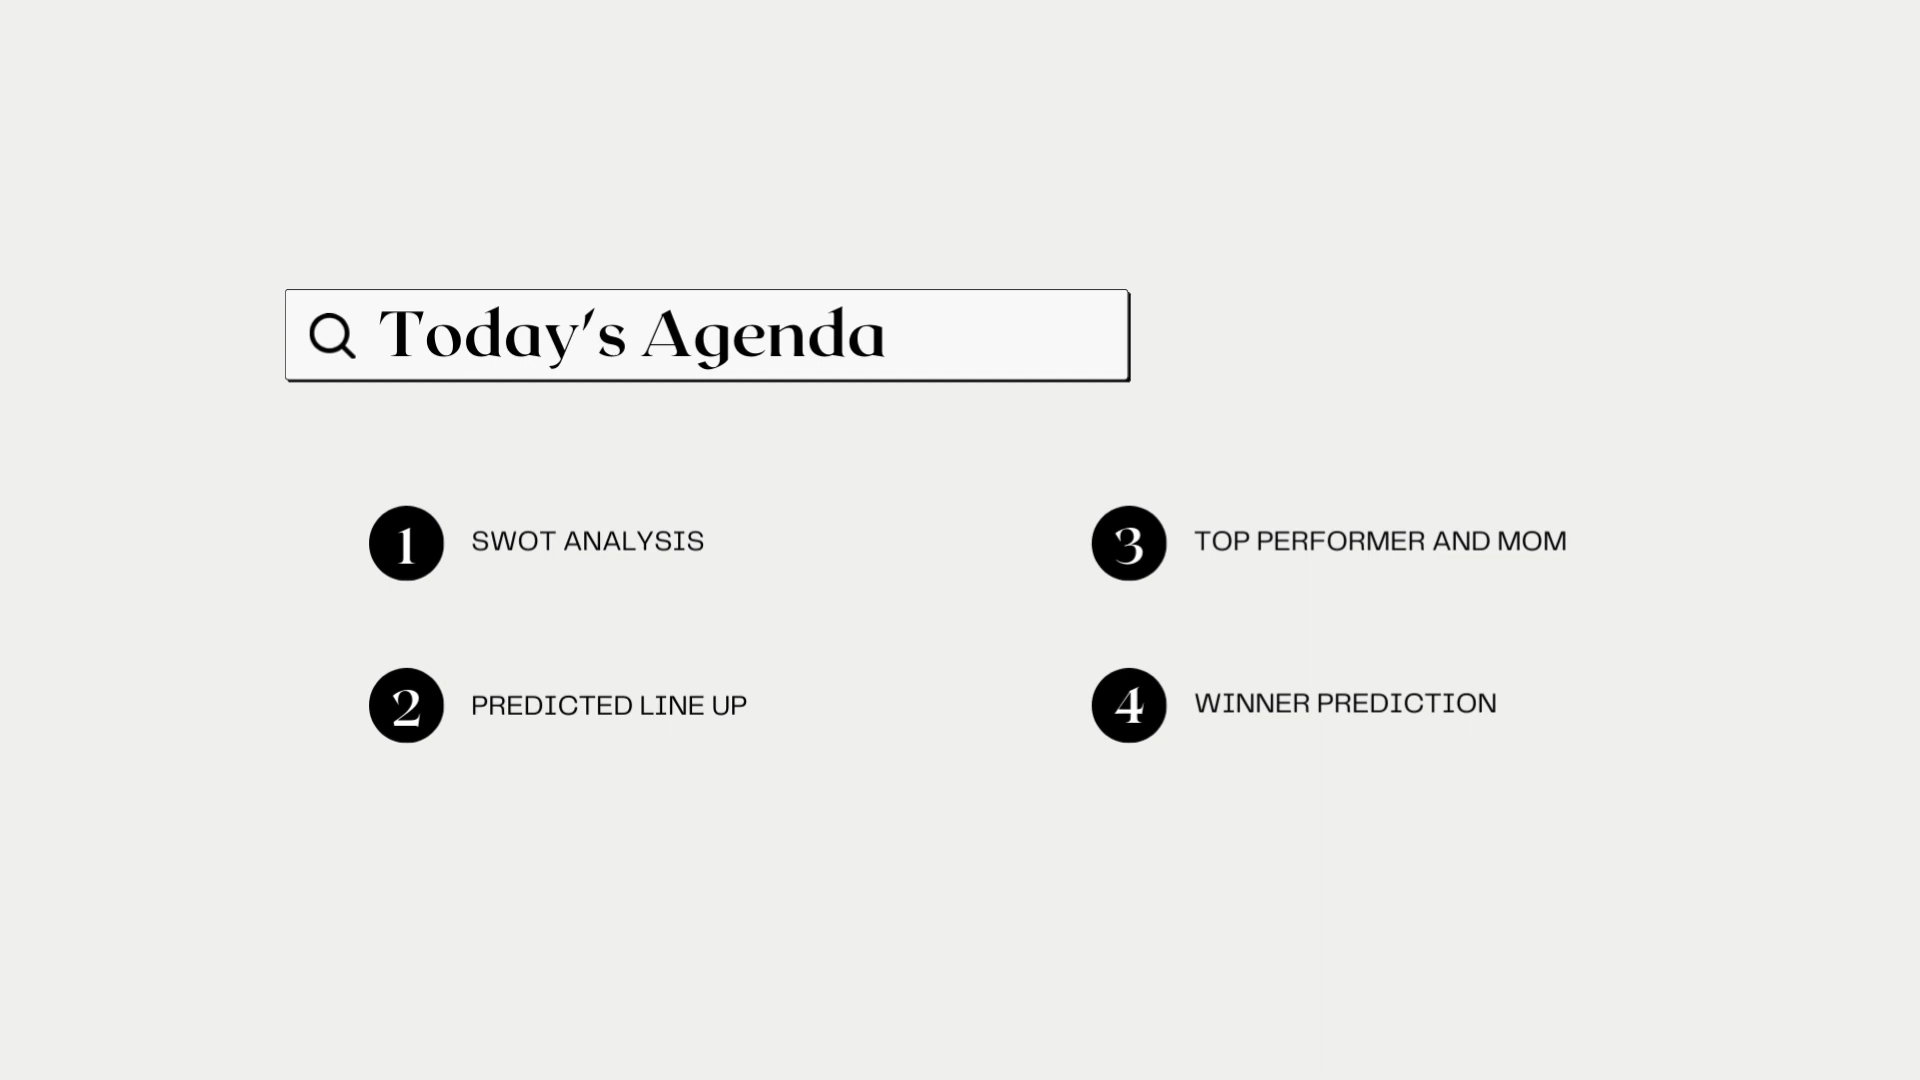 Today's Agenda
1 SWOT ANALYSIS
2 PREDICTED LINE UP
3 TOP PERFORMER AND MOM
4 WINNER PREDICTION